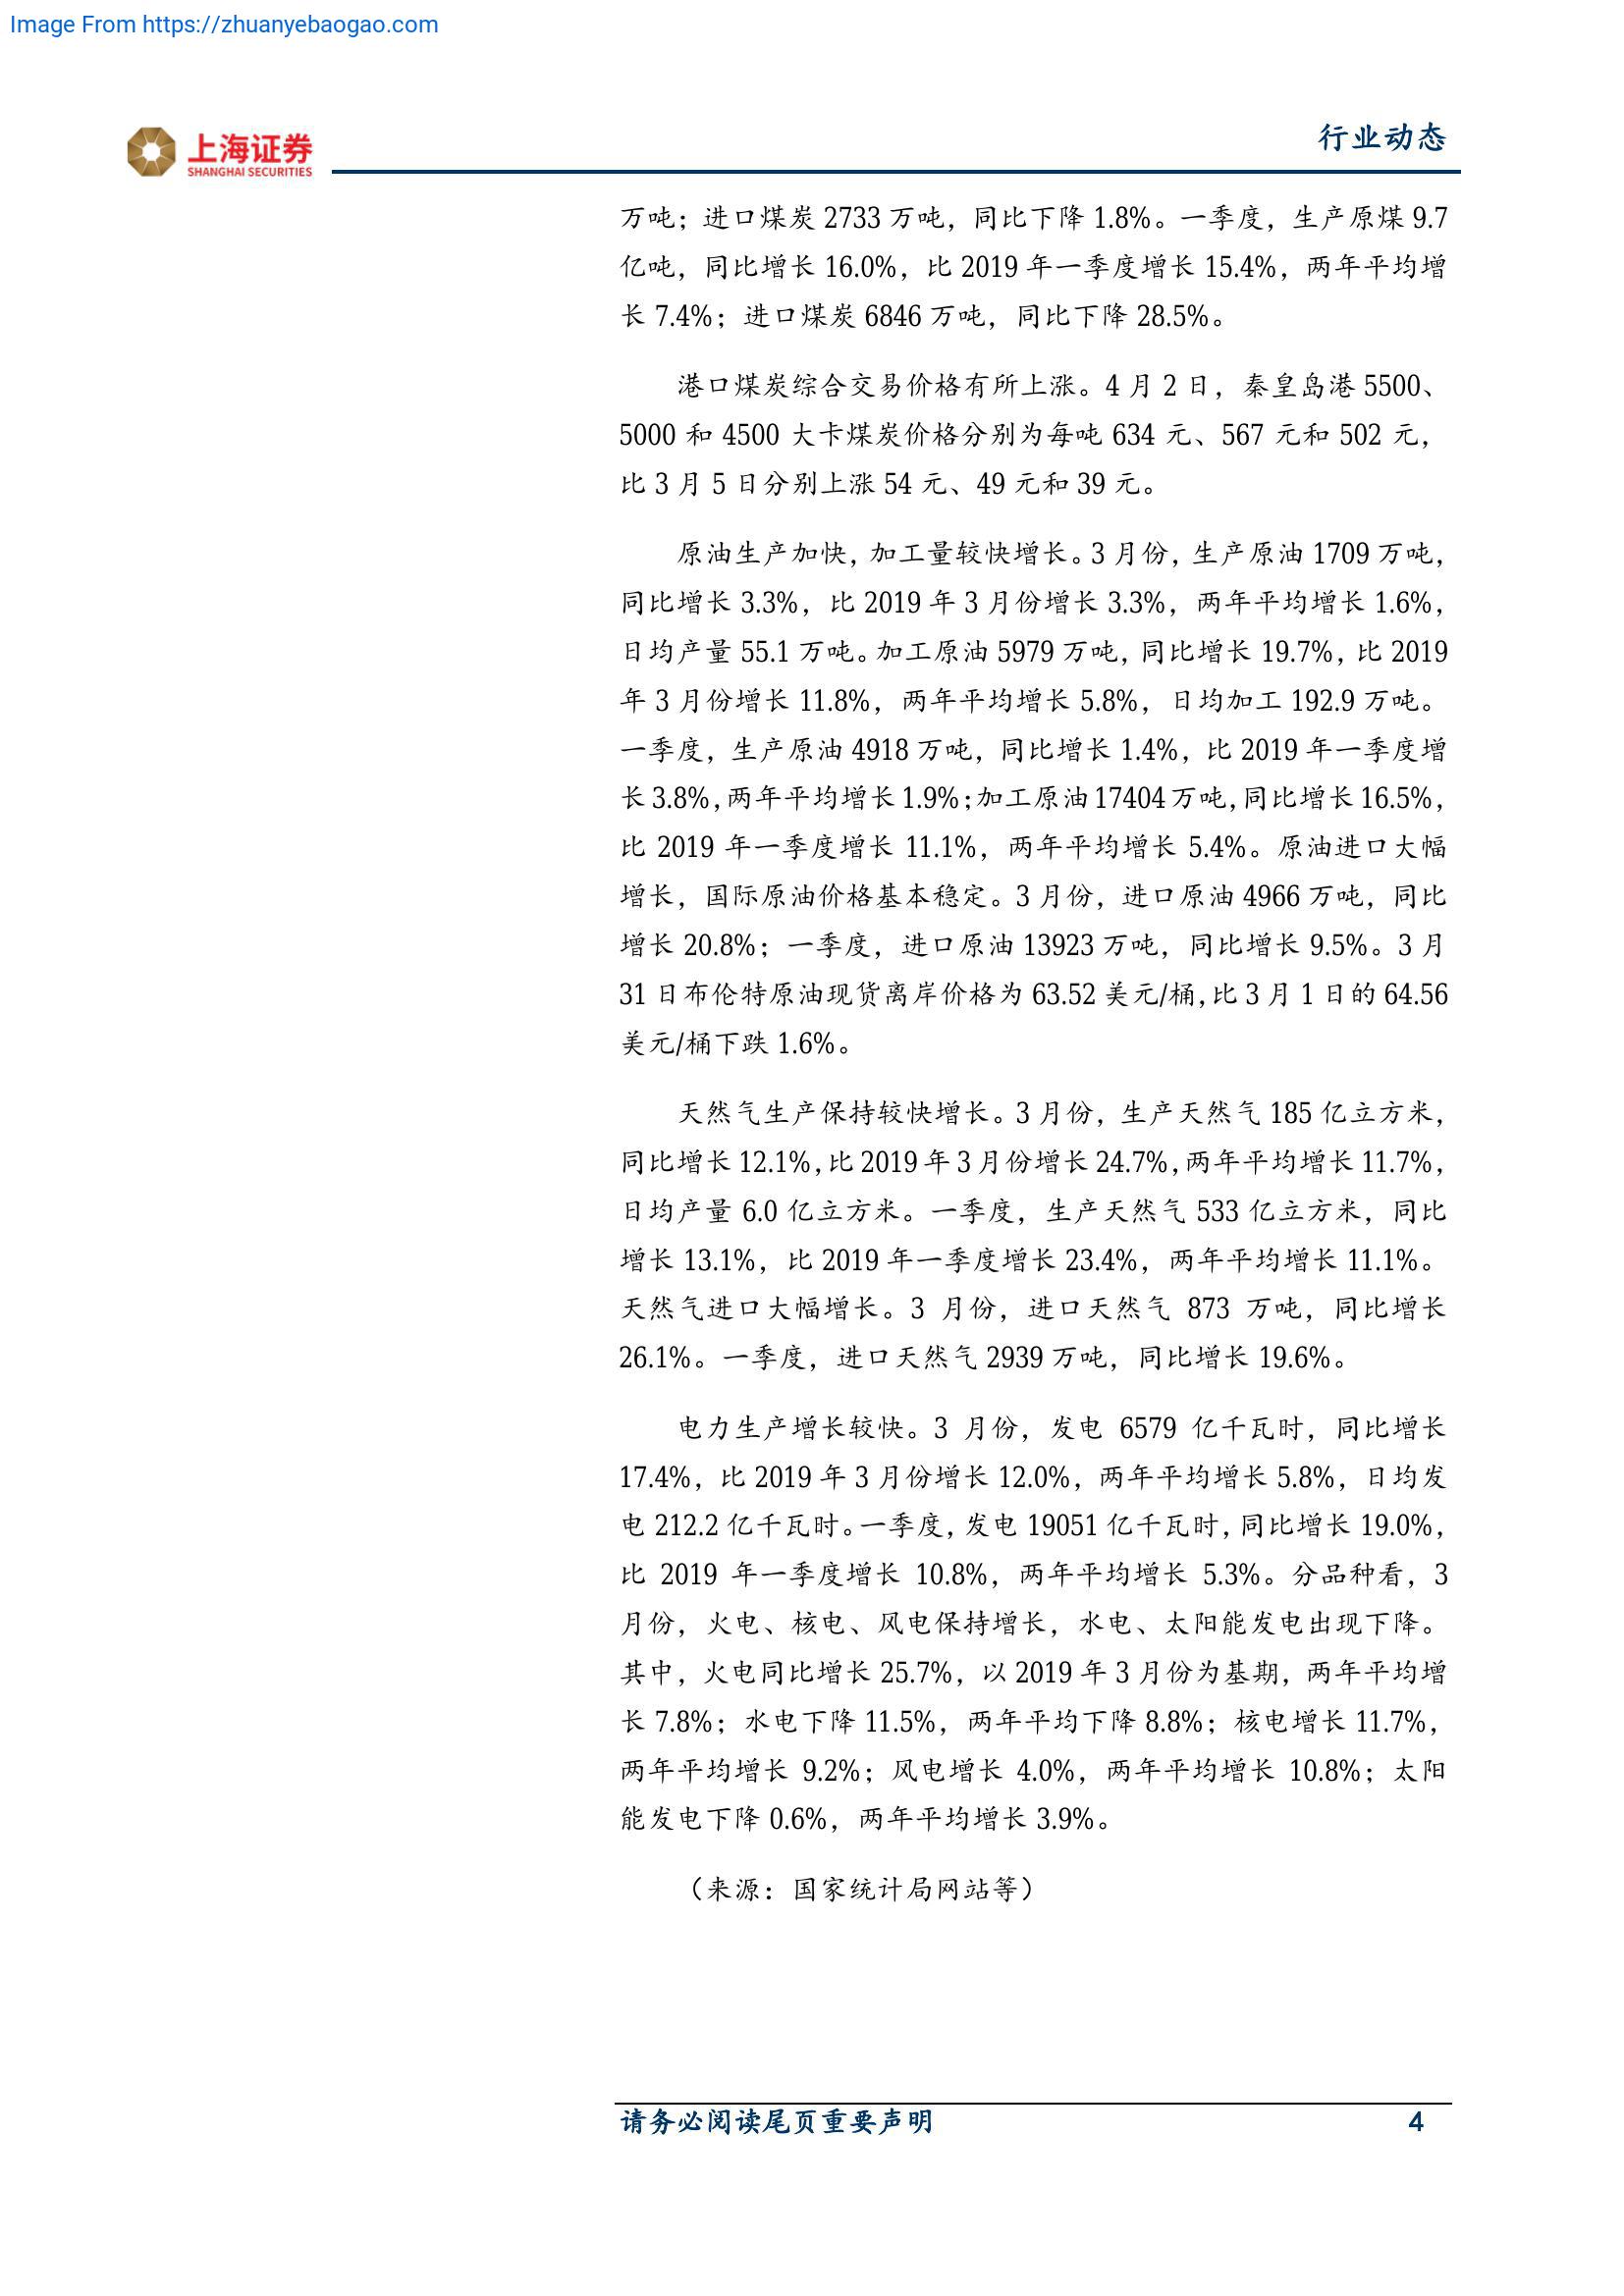 Image From https://zhuanyebaogao.com
上海证券
SHANGHAI SECURITIES
行业动态
万吨；进口煤炭 2733 万吨，同比下降 1.8%。一季度，生产原煤 9.7
亿吨，同比增长 16.0%，比 2019 年一季度增长 15.4%，两年平均增
长 7.4%；进口煤炭 6846 万吨，同比下降 28.5%。
港口煤炭综合交易价格有所上涨。4 月 2 日，秦皇岛港 5500、
5000 和 4500 大卡煤炭价格分别为每吨 634 元、567 元和 502 元，
比 3 月 5 日分别上涨 54 元、49 元和 39 元。
原油生产加快，加工量较快增长。3 月份，生产原油 1709 万吨，
同比增长 3.3%，比 2019 年 3 月份增长 3.3%，两年平均增长 1.6%，
日均产量 55.1 万吨。加工原油 5979 万吨，同比增长 19.7%，比 2019
年 3 月份增长 11.8%，两年平均增长 5.8%，日均加工 192.9 万吨。
一季度，生产原油 4918 万吨，同比增长 1.4%，比 2019 年一季度增
长 3.8%，两年平均增长 1.9%；加工原油 17404 万吨，同比增长 16.5%，
比 2019 年一季度增长 11.1%，两年平均增长 5.4%。原油进口大幅
增长，国际原油价格基本稳定。3 月份，进口原油 4966 万吨，同比
增长 20.8%；一季度，进口原油 13923 万吨，同比增长 9.5%。3 月
31 日布伦特原油现货离岸价格为 63.52 美元/桶，比 3 月 1 日的 64.56
美元/桶下跌 1.6%。
天然气生产保持较快增长。3 月份，生产天然气 185 亿立方米，
同比增长 12.1%，比 2019 年 3 月份增长 24.7%，两年平均增长 11.7%，
日均产量 6.0 亿立方米。一季度，生产天然气 533 亿立方米，同比
增长 13.1%，比 2019 年一季度增长 23.4%，两年平均增长 11.1%。
天然气进口大幅增长。3 月份，进口天然气 873 万吨，同比增长
26.1%。一季度，进口天然气 2939 万吨，同比增长 19.6%。
电力生产增长较快。3 月份，发电 6579 亿千瓦时，同比增长
17.4%，比 2019 年 3 月份增长 12.0%，两年平均增长 5.8%，日均发
电 212.2 亿千瓦时。一季度，发电 19051 亿千瓦时，同比增长 19.0%，
比 2019 年一季度增长 10.8%，两年平均增长 5.3%。分品种看，3
月份，火电、核电、风电保持增长，水电、太阳能发电出现下降。
其中，火电同比增长 25.7%，以 2019 年 3 月份为基期，两年平均增
长 7.8%；水电下降 11.5%，两年平均下降 8.8%；核电增长 11.7%，
两年平均增长 9.2%；风电增长 4.0%，两年平均增长 10.8%；太阳
能发电下降 0.6%，两年平均增长 3.9%。
（来源：国家统计局网站等）
请务必阅读尾页重要声明 4